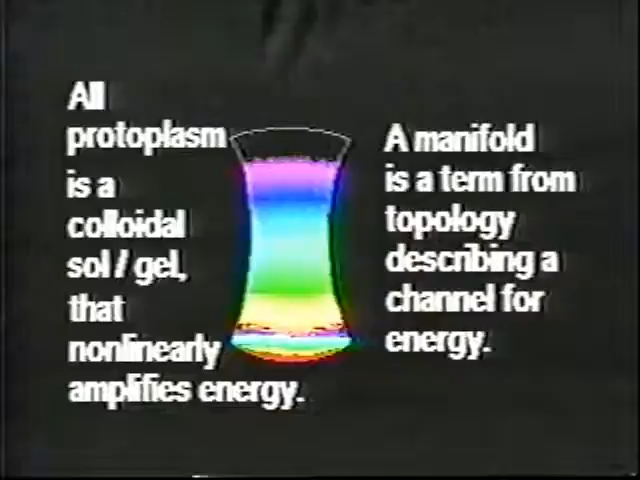 All
protoplasm
is a
colloidal
sol / gel,
that
nonlinearly
amplifies energy.
A manifold
is a term from
topology
describing a
channel for
energy.